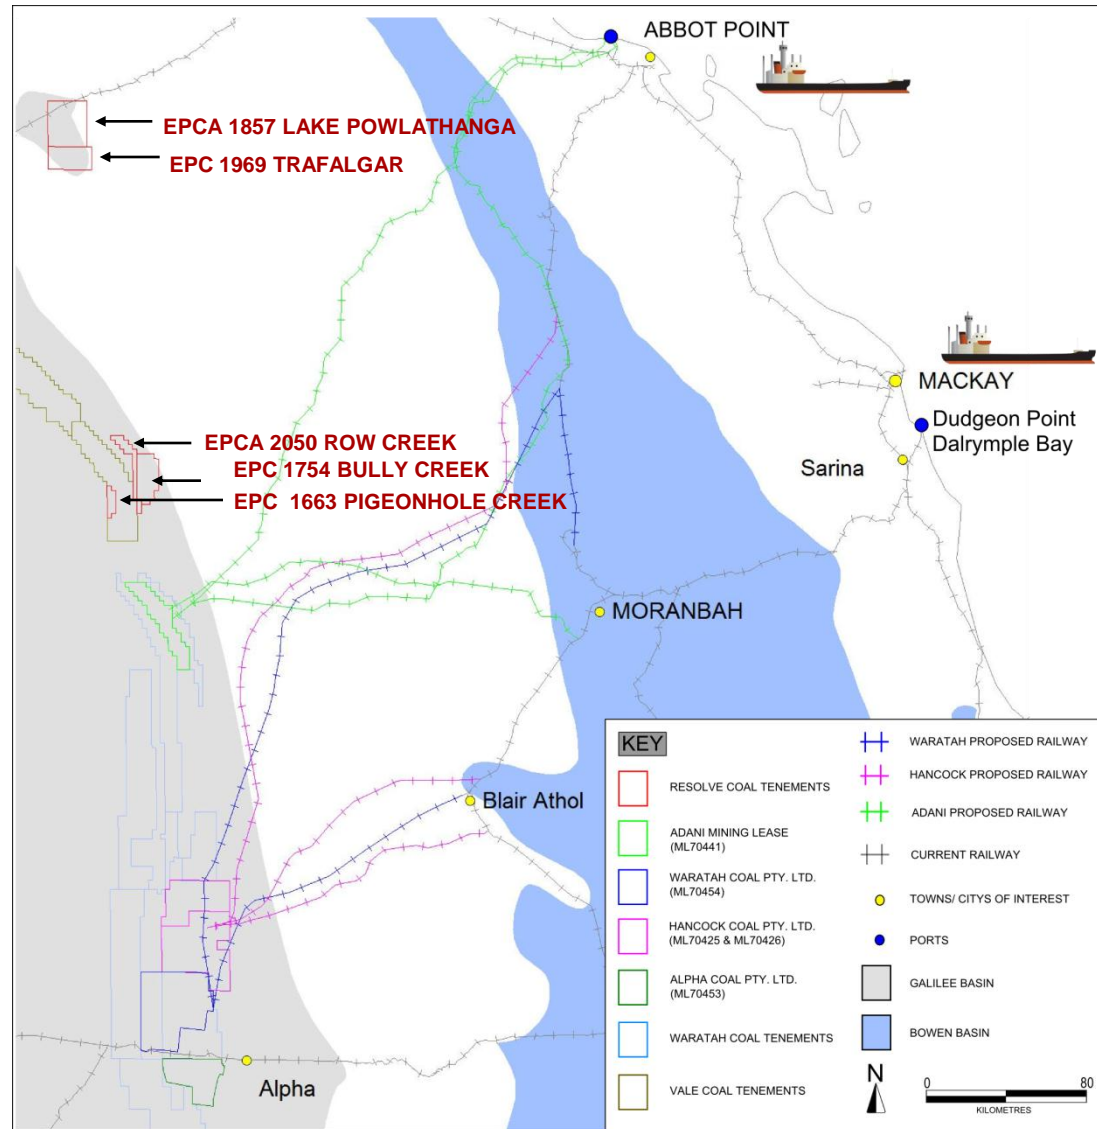 ABBOT POINT
EPCA 1857 LAKE POWLATHANGA
EPC 1969 TRAFALGAR
MACKAY
Dudgeon Point
Dalrymple Bay
Sarina
EPCA 2050 ROW CREEK
EPC 1754 BULLY CREEK
EPC 1663 PIGEONHOLE CREEK
MORANBAH
Blair Athol
Alpha
KEY
RESOLVE COAL TENEMENTS
ADANI MINING LEASE
(ML70441)
WARATAH COAL PTY. LTD.
(ML70454)
HANCOCK COAL PTY. LTD.
(ML70425 & ML70426)
ALPHA COAL PTY. LTD.
(ML70453)
WARATAH COAL TENEMENTS
VALE COAL TENEMENTS
WARATAH PROPOSED RAILWAY
HANCOCK PROPOSED RAILWAY
ADANI PROPOSED RAILWAY
CURRENT RAILWAY
TOWNS/ CITYS OF INTEREST
PORTS
GALILEE BASIN
BOWEN BASIN
N
0 80
KILOMETRES